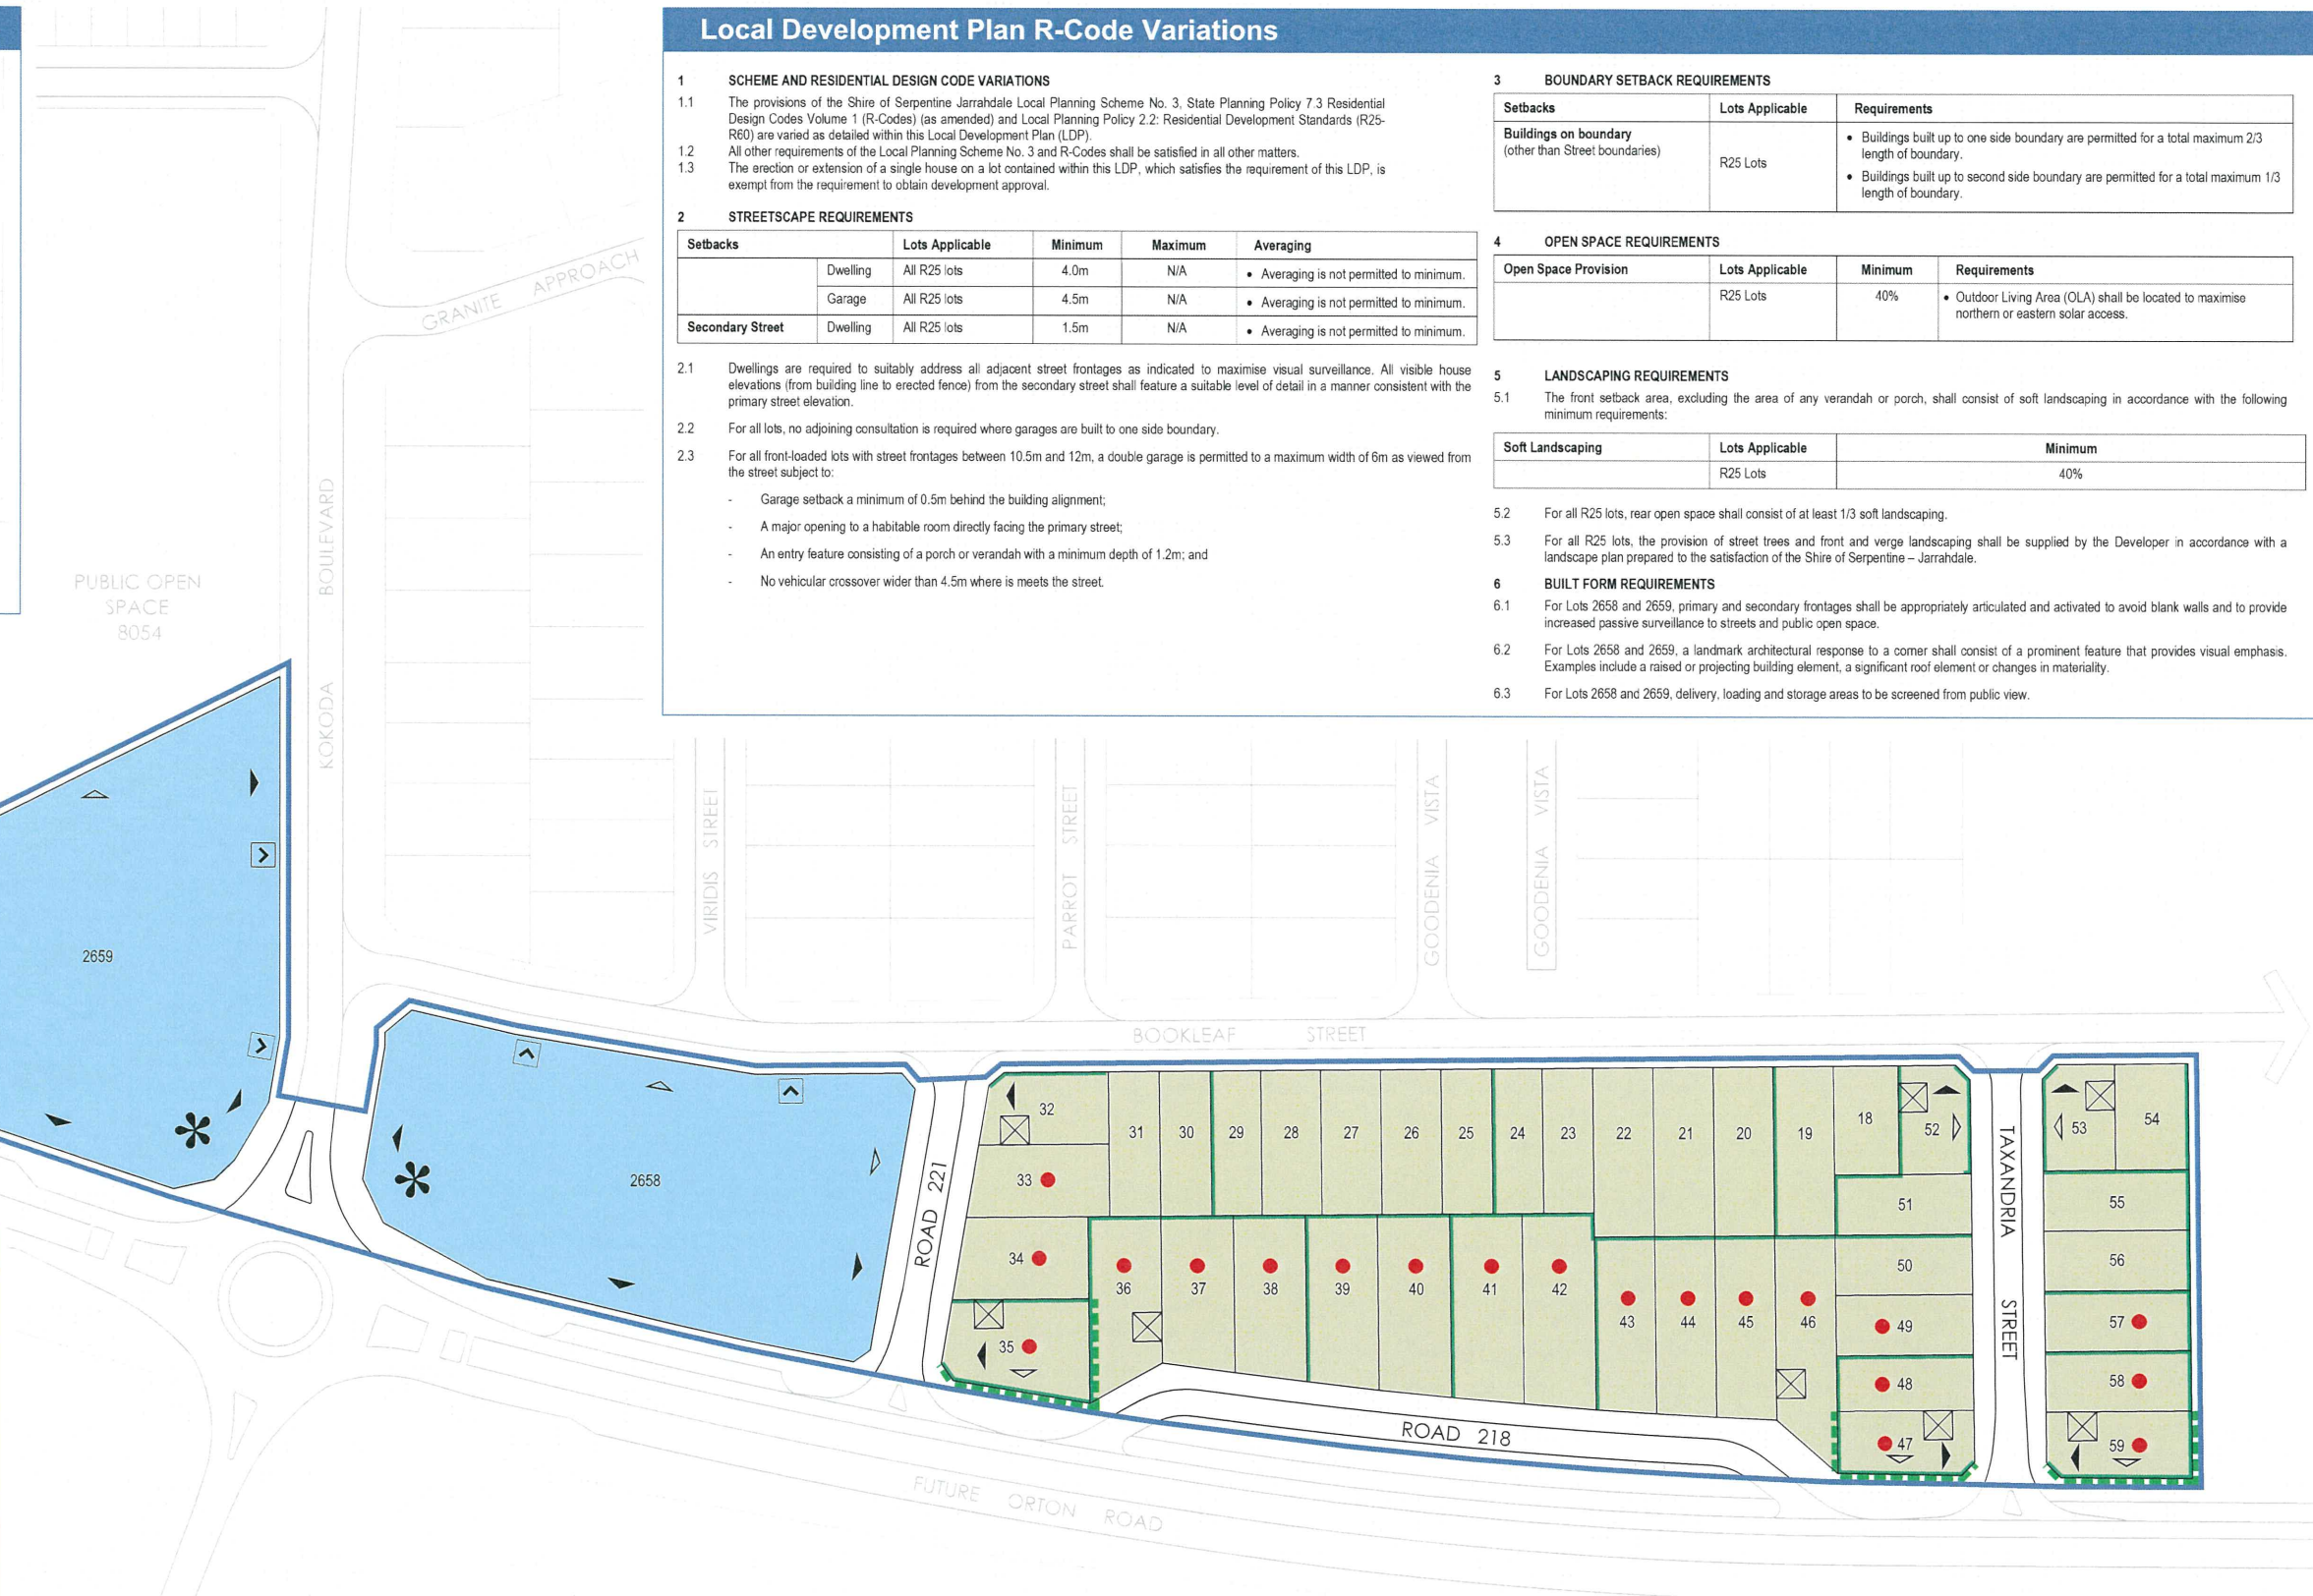 Local Development Plan R-Code Variations
1 SCHEME AND RESIDENTIAL DESIGN CODE VARIATIONS
1.1 The provisions of the Shire of Serpentine Jarrahdale Local Planning Scheme No. 3, State Planning Policy 7.3 Residential
Design Codes Volume 1 (R-Codes) (as amended) and Local Planning Policy 2.2: Residential Development Standards (R25-
R60) are varied as detailed within this Local Development Plan (LDP).
1.2 All other requirements of the Local Planning Scheme No. 3 and R-Codes shall be satisfied in all other matters.
1.3 The erection or extension of a single house on a lot contained within this LDP, which satisfies the requirement of this LDP, is
exempt from the requirement to obtain development approval.
2 STREETSCAPE REQUIREMENTS
Setbacks Lots Applicable Minimum Maximum Averaging
Dwelling All R25 lots 4.0m N/A • Averaging is not permitted to minimum.
Garage All R25 lots 4.5m N/A • Averaging is not permitted to minimum.
Secondary Street Dwelling All R25 lots 1.5m N/A • Averaging is not permitted to minimum.
2.1 Dwellings are required to suitably address all adjacent street frontages as indicated to maximise visual surveillance. All visible house
elevations (from building line to erected fence) from the secondary street shall feature a suitable level of detail in a manner consistent with the
primary street elevation.
2.2 For all lots, no adjoining consultation is required where garages are built to one side boundary.
2.3 For all front-loaded lots with street frontages between 10.5m and 12m, a double garage is permitted to a maximum width of 6m as viewed from
the street subject to:
- Garage setback a minimum of 0.5m behind the building alignment;
- A major opening to a habitable room directly facing the primary street;
- An entry feature consisting of a porch or verandah with a minimum depth of 1.2m; and
- No vehicular crossover wider than 4.5m where is meets the street.
3 BOUNDARY SETBACK REQUIREMENTS
Setbacks Lots Applicable Requirements
Buildings on boundary
(other than Street boundaries)
R25 Lots
• Buildings built up to one side boundary are permitted for a total maximum 2/3
length of boundary.
• Buildings built up to second side boundary are permitted for a total maximum 1/3
length of boundary.
4 OPEN SPACE REQUIREMENTS
Open Space Provision Lots Applicable Minimum Requirements
R25 Lots 40% • Outdoor Living Area (OLA) shall be located to maximise
northern or eastern solar access.
5 LANDSCAPING REQUIREMENTS
5.1 The front setback area, excluding the area of any verandah or porch, shall consist of soft landscaping in accordance with the following
minimum requirements:
Soft Landscaping Lots Applicable Minimum
R25 Lots 40%
5.2 For all R25 lots, rear open space shall consist of at least 1/3 soft landscaping.
5.3 For all R25 lots, the provision of street trees and front and verge landscaping shall be supplied by the Developer in accordance with a
landscape plan prepared to the satisfaction of the Shire of Serpentine – Jarrahdale.
6 BUILT FORM REQUIREMENTS
6.1 For Lots 2658 and 2659, primary and secondary frontages shall be appropriately articulated and activated to avoid blank walls and to provide
increased passive surveillance to streets and public open space.
6.2 For Lots 2658 and 2659, a landmark architectural response to a corner shall consist of a prominent feature that provides visual emphasis.
Examples include a raised or projecting building element, a significant roof element or changes in materiality.
6.3 For Lots 2658 and 2659, delivery, loading and storage areas to be screened from public view.
GRANITE APPROACH
KOKODA BOULEVARD
PUBLIC OPEN
SPACE
8054
VIRIDIS STREET
PARROT STREET
GOODENIA VISTA
GOODENIA VISTA
BOOKLEAF STREET
2659
2658
ROAD 221
32
33
34
35
31
30
29
28
27
26
25
24
23
22
21
20
19
18
52
51
50
49
48
47
36
37
38
39
40
41
42
43
44
45
46
TAXANDRIA STREET
53
54
55
56
57
58
59
ROAD 218
FUTURE ORTON ROAD